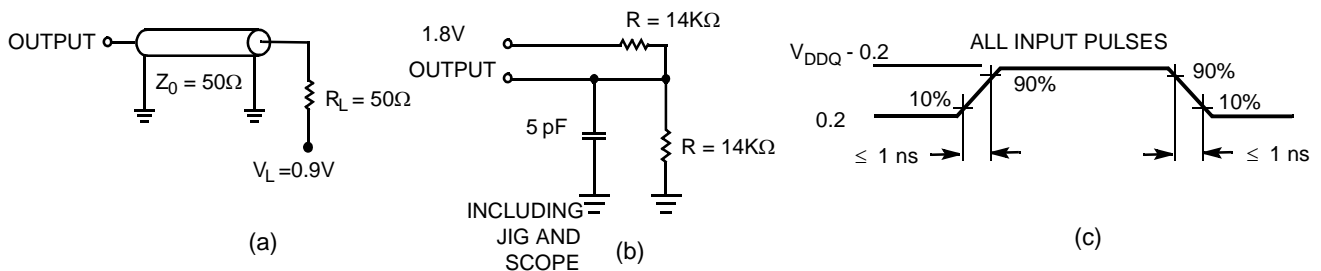 OUTPUT
Z0 = 50Ω
RL = 50Ω
VL =0.9V
(a)
R = 14KΩ
1.8V
OUTPUT
5 pF
R = 14KΩ
INCLUDING
JIG AND
SCOPE
(b)
ALL INPUT PULSES
VDDQ - 0.2
90%
90%
10%
10%
0.2
≤ 1 ns
≤ 1 ns
(c)